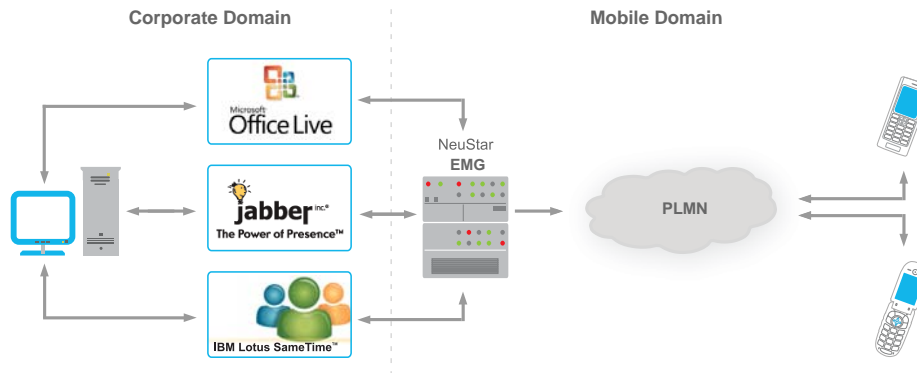 Corporate Domain
Mobile Domain
Microsoft
Office Live
NeuStar
EMG
jabber inc.®
The Power of Presence™
PLMN
IBM Lotus SameTime™